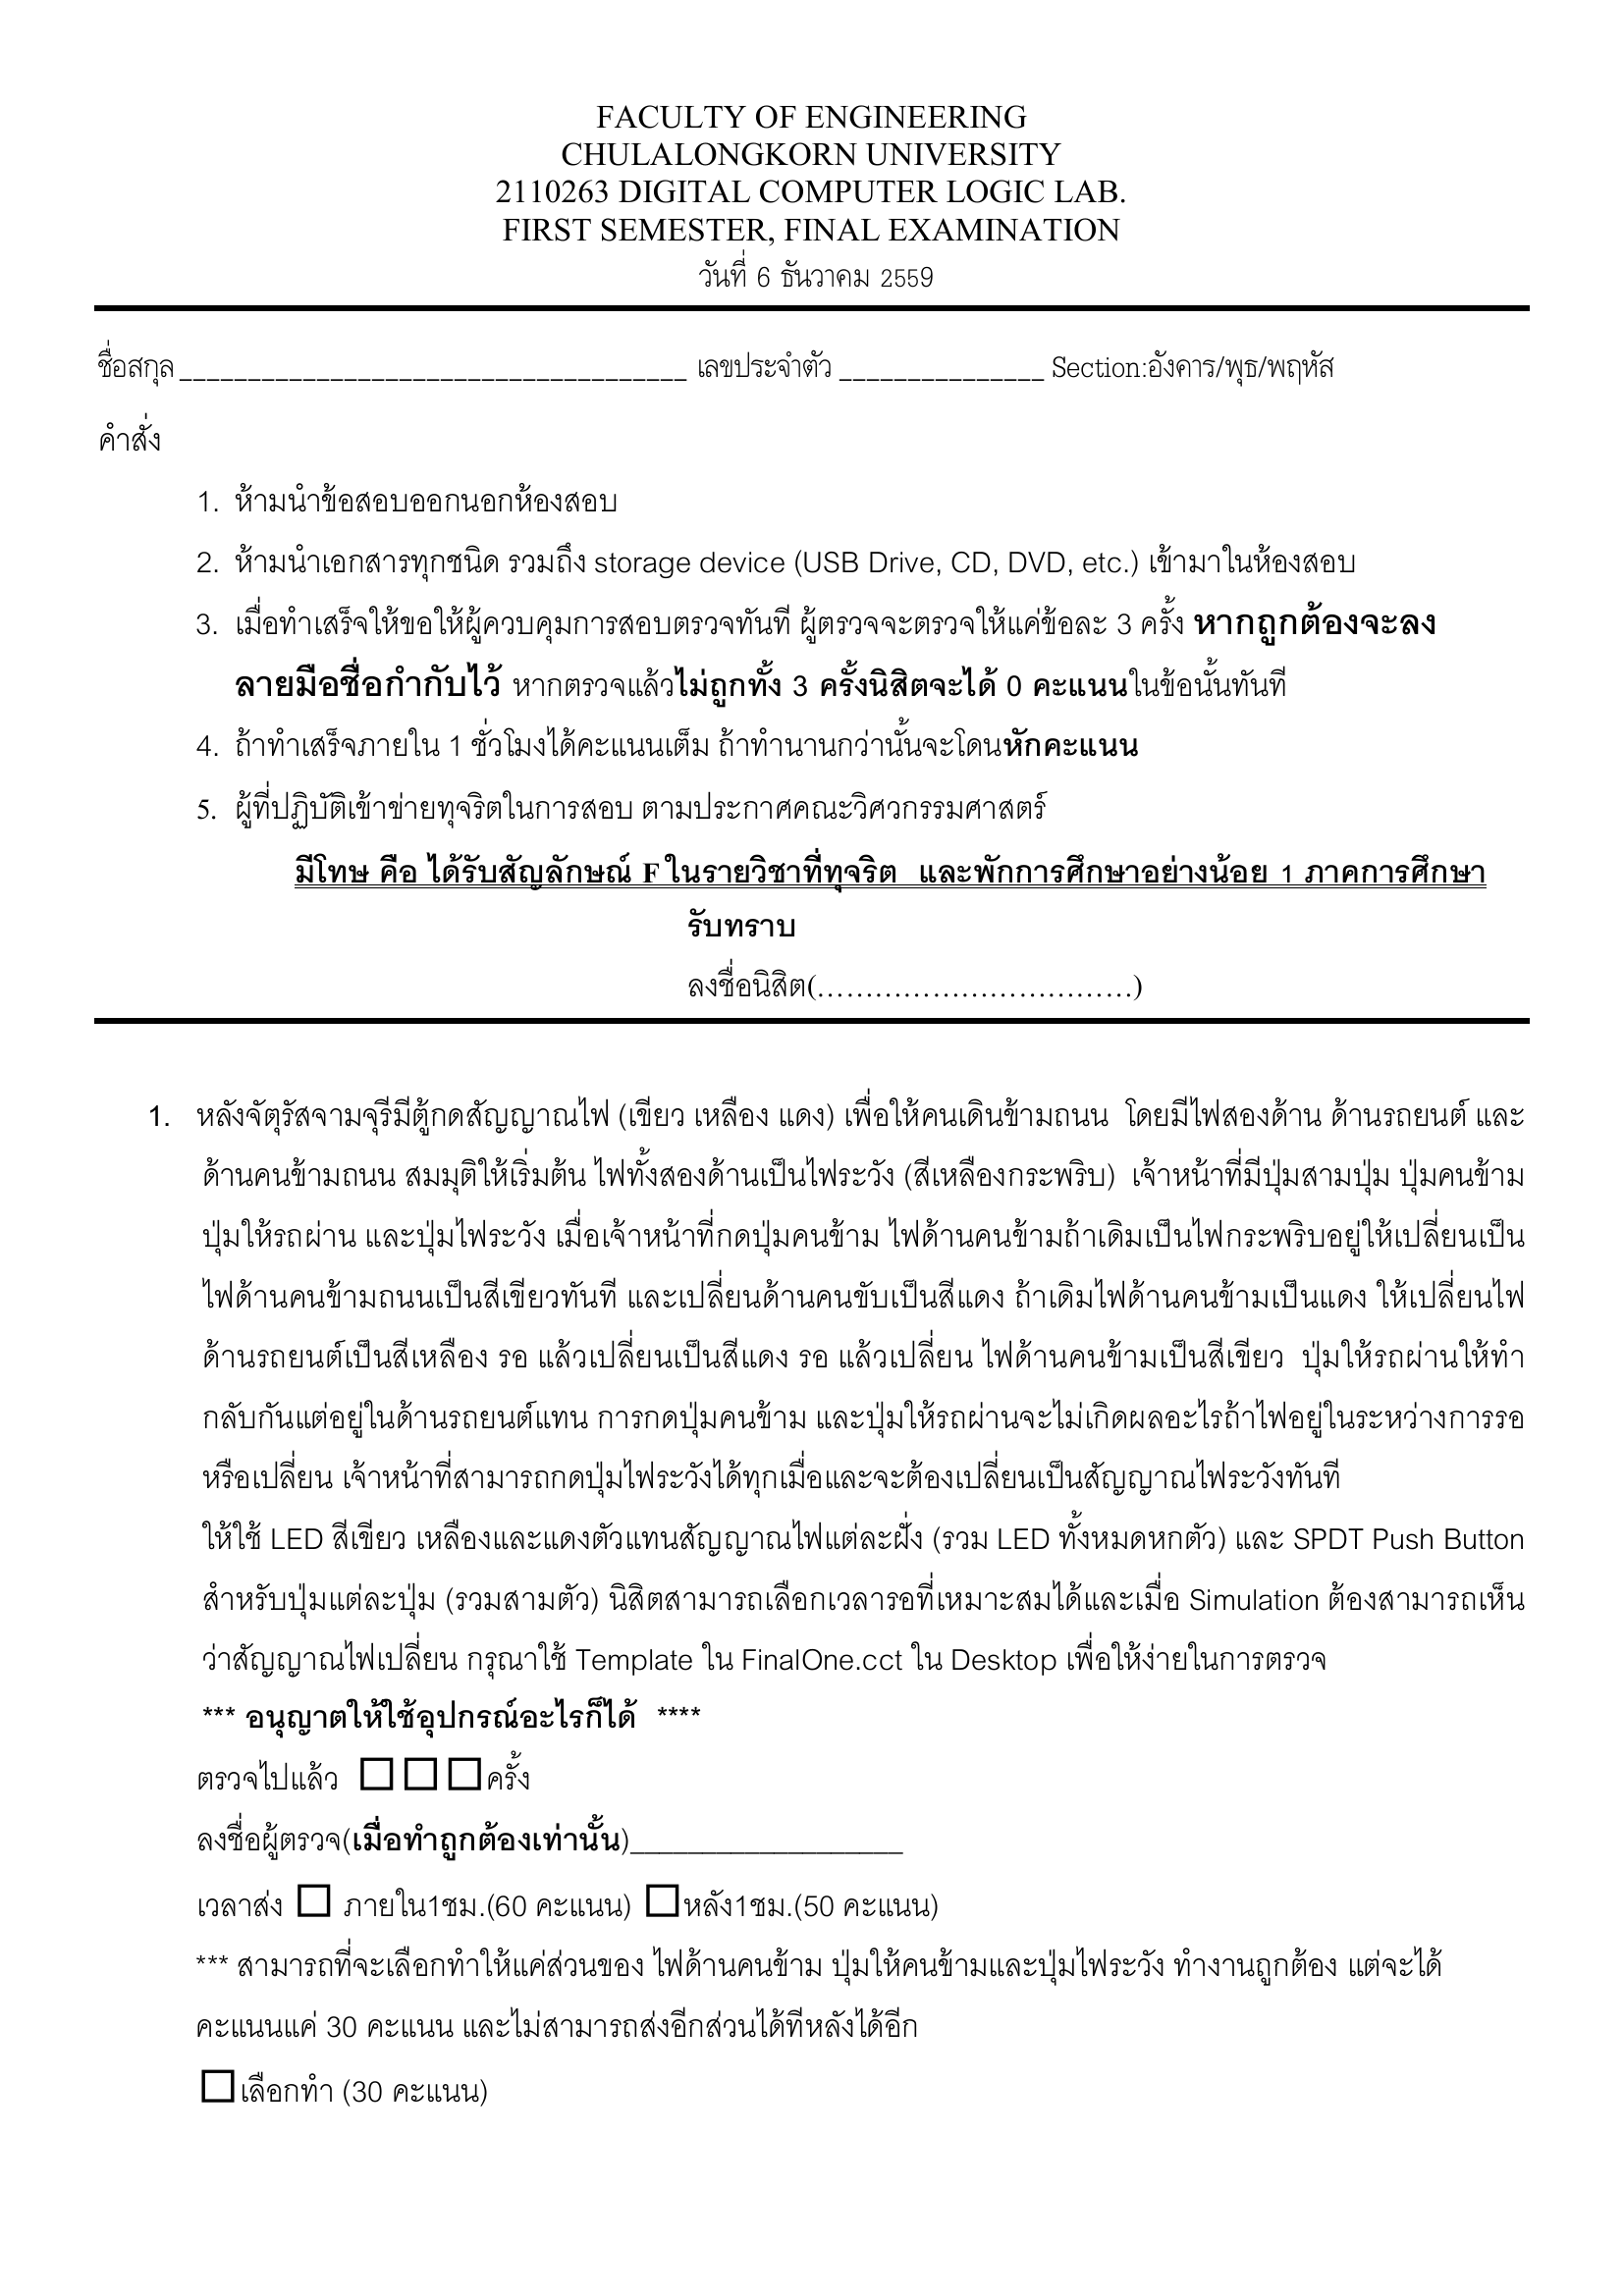 FACULTY OF ENGINEERING
CHULALONGKORN UNIVERSITY
2110263 DIGITAL COMPUTER LOGIC LAB.
FIRST SEMESTER, FINAL EXAMINATION
วันที่ 6 ธันวาคม 2559
ชื่อสกุล _____________________________________ เลขประจำตัว _______________ Section:อังคาร/พุธ/พฤหัส
คำสั่ง
1. ห้ามนำข้อสอบออกนอกห้องสอบ
2. ห้ามนำเอกสารทุกชนิด รวมถึง storage device (USB Drive, CD, DVD, etc.) เข้ามาในห้องสอบ
3. เมื่อทำเสร็จให้ขอให้ผู้ควบคุมการสอบตรวจทันที ผู้ตรวจจะตรวจให้แค่ข้อละ 3 ครั้ง หากถูกต้องจะลง
ลายมือชื่อกำกับไว้ หากตรวจแล้วไม่ถูกทั้ง 3 ครั้งนิสิตจะได้ 0 คะแนนในข้อนั้นทันที
4. ถ้าทำเสร็จภายใน 1 ชั่วโมงได้คะแนนเต็ม ถ้าทำนานกว่านั้นจะโดนหักคะแนน
5. ผู้ที่ปฏิบัติเข้าข่ายทุจริตในการสอบ ตามประกาศคณะวิศวกรรมศาสตร์
มีโทษ คือ ได้รับสัญลักษณ์ F ในรายวิชาที่ทุจริต และพักการศึกษาอย่างน้อย 1 ภาคการศึกษา
รับทราบ
ลงชื่อนิสิต(................................)
1. หลังจัตุรัสจามจุรีมีตู้กดสัญญาณไฟ (เขียว เหลือง แดง) เพื่อให้คนเดินข้ามถนน โดยมีไฟสองด้าน ด้านรถยนต์ และ
ด้านคนข้ามถนน สมมุติให้เริ่มต้น ไฟทั้งสองด้านเป็นไฟระวัง (สีเหลืองกระพริบ) เจ้าหน้าที่มีปุ่มสามปุ่ม ปุ่มคนข้าม
ปุ่มให้รถผ่าน และปุ่มไฟระวัง เมื่อเจ้าหน้าที่กดปุ่มคนข้าม ไฟด้านคนข้ามถ้าเดิมเป็นไฟกระพริบอยู่ให้เปลี่ยนเป็น
ไฟด้านคนข้ามถนนเป็นสีเขียวทันที และเปลี่ยนด้านคนขับเป็นสีแดง ถ้าเดิมไฟด้านคนข้ามเป็นแดง ให้เปลี่ยนไฟ
ด้านรถยนต์เป็นสีเหลือง รอ แล้วเปลี่ยนเป็นสีแดง รอ แล้วเปลี่ยน ไฟด้านคนข้ามเป็นสีเขียว ปุ่มให้รถผ่านให้ทำ
กลับกันแต่อยู่ในด้านรถยนต์แทน การกดปุ่มคนข้าม และปุ่มให้รถผ่านจะไม่เกิดผลอะไรถ้าไฟอยู่ในระหว่างการรอ
หรือเปลี่ยน เจ้าหน้าที่สามารถกดปุ่มไฟระวังได้ทุกเมื่อและจะต้องเปลี่ยนเป็นสัญญาณไฟระวังทันที
ให้ใช้ LED สีเขียว เหลืองและแดงตัวแทนสัญญาณไฟแต่ละฝั่ง (รวม LED ทั้งหมดหกตัว) และ SPDT Push Button
สำหรับปุ่มแต่ละปุ่ม (รวมสามตัว) นิสิตสามารถเลือกเวลารอที่เหมาะสมได้และเมื่อ Simulation ต้องสามารถเห็น
ว่าสัญญาณไฟเปลี่ยน กรุณาใช้ Template ใน FinalOne.cct ใน Desktop เพื่อให้ง่ายในการตรวจ
*** อนุญาตให้ใช้อุปกรณ์อะไรก็ได้ ****
ตรวจไปแล้ว ☐ ☐ ☐ ครั้ง
ลงชื่อผู้ตรวจ(เมื่อทำถูกต้องเท่านั้น)___________________
เวลาส่ง ☐ ภายใน1ชม.(60 คะแนน) ☐หลัง1ชม.(50 คะแนน)
*** สามารถที่จะเลือกทำให้แค่ส่วนของ ไฟด้านคนข้าม ปุ่มให้คนข้ามและปุ่มไฟระวัง ทำงานถูกต้อง แต่จะได้
คะแนนแค่ 30 คะแนน และไม่สามารถส่งอีกส่วนได้ทีหลังได้อีก
☐เลือกทำ (30 คะแนน)